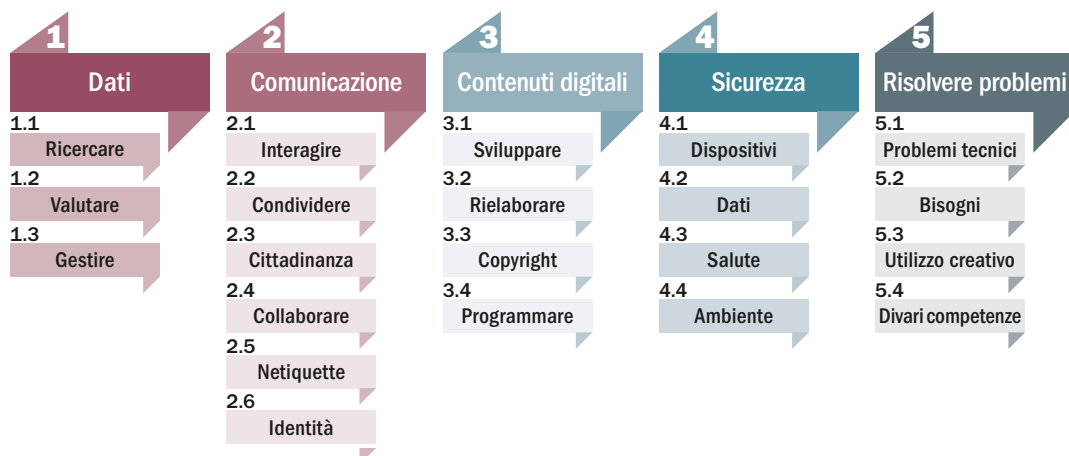 1
Dati
1.1
Ricercare
1.2
Valutare
1.3
Gestire
2
Comunicazione
2.1
Interagire
2.2
Condividere
2.3
Cittadinanza
2.4
Collaborare
2.5
Netiquette
2.6
Identità
3
Contenuti digitali
3.1
Sviluppare
3.2
Rielaborare
3.3
Copyright
3.4
Programmare
4
Sicurezza
4.1
Dispositivi
4.2
Dati
4.3
Salute
4.4
Ambiente
5
Risolvere problemi
5.1
Problemi tecnici
5.2
Bisogni
5.3
Utilizzo creativo
5.4
Divari competenze